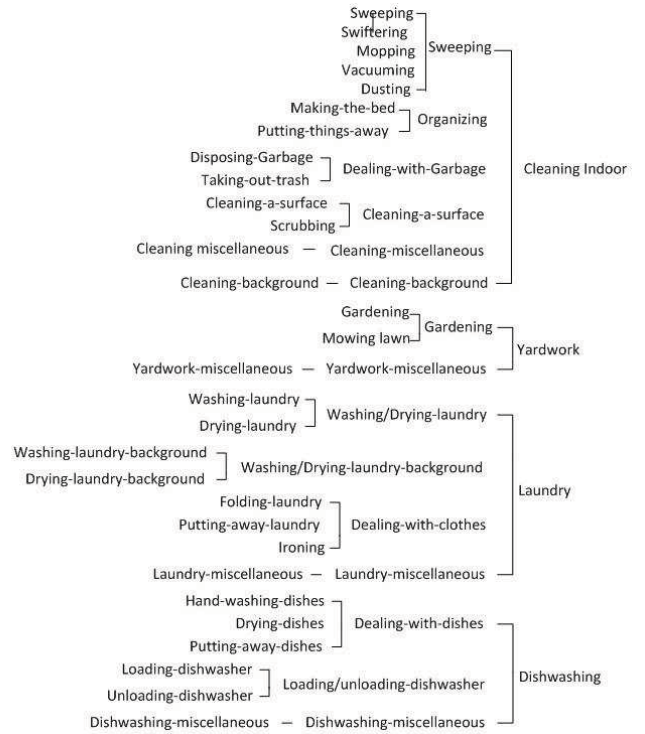 Sweeping
Swiftering
Mopping
Vacuuming
Dusting
Sweeping
Making-the-bed
Putting-things-away
Organizing
Disposing-Garbage
Taking-out-trash
Dealing-with-Garbage
Cleaning-a-surface
Scrubbing
Cleaning-a-surface
Cleaning miscellaneous — Cleaning-miscellaneous
Cleaning-background — Cleaning-background
Cleaning Indoor
Gardening
Mowing lawn
Gardening
Yardwork-miscellaneous — Yardwork-miscellaneous
Yardwork
Washing-laundry
Drying-laundry
Washing/Drying-laundry
Washing-laundry-background
Drying-laundry-background
Washing/Drying-laundry-background
Folding-laundry
Putting-away-laundry
Ironing
Dealing-with-clothes
Laundry-miscellaneous — Laundry-miscellaneous
Laundry
Hand-washing-dishes
Drying-dishes
Putting-away-dishes
Dealing-with-dishes
Loading-dishwasher
Unloading-dishwasher
Loading/unloading-dishwasher
Dishwashing-miscellaneous — Dishwashing-miscellaneous
Dishwashing